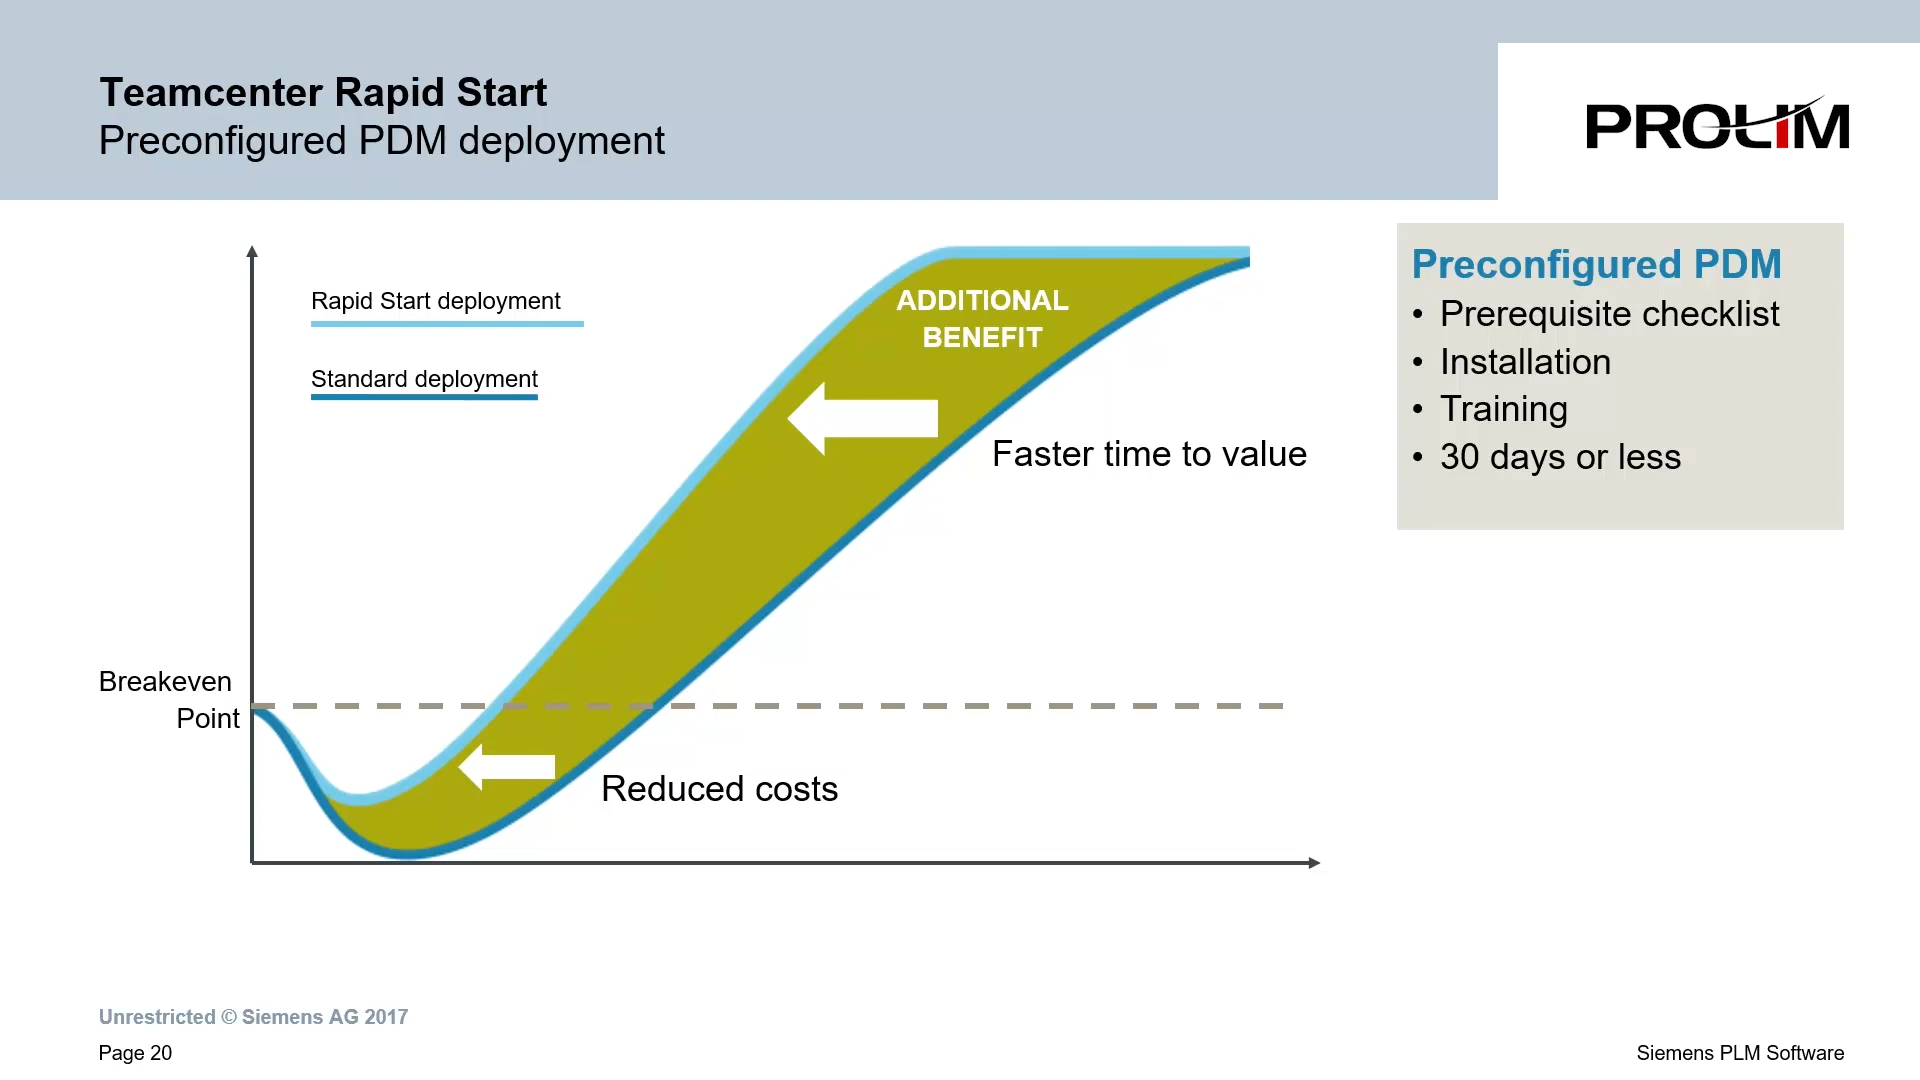 Teamcenter Rapid Start
Preconfigured PDM deployment
PROLIM
Rapid Start deployment
Standard deployment
ADDITIONAL
BENEFIT
Faster time to value
Breakeven
Point
Reduced costs
Preconfigured PDM
• Prerequisite checklist
• Installation
• Training
• 30 days or less
Unrestricted © Siemens AG 2017
Page 20
Siemens PLM Software